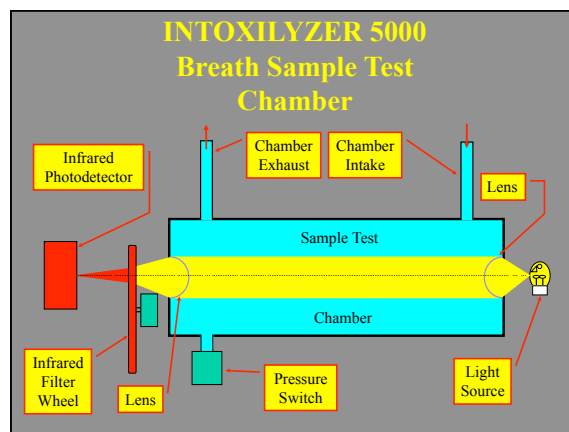 INTOXILYZER 5000
Breath Sample Test
Chamber
Infrared
Photodetector
Chamber
Exhaust
Chamber
Intake
Lens
Sample Test
Chamber
Infrared
Filter
Wheel
Lens
Pressure
Switch
Light
Source